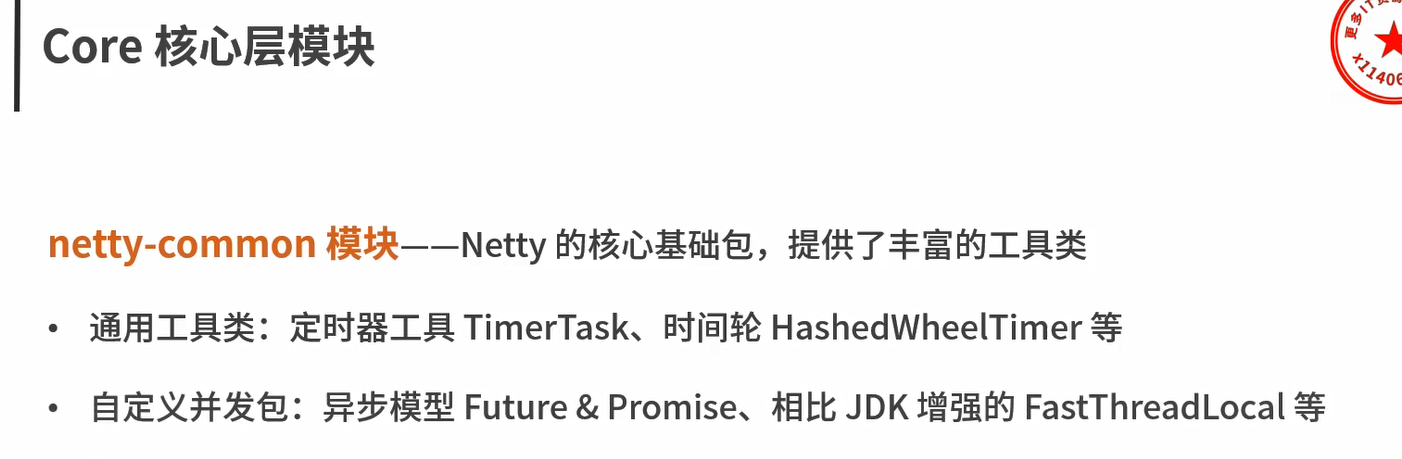 Core 核心层模块
更多IT资
x11406
netty-common 模块——Netty 的核心基础包，提供了丰富的工具类
• 通用工具类：定时器工具 TimerTask、时间轮 HashedWheelTimer 等
• 自定义并发包：异步模型 Future & Promise、相比 JDK 增强的 FastThreadLocal 等